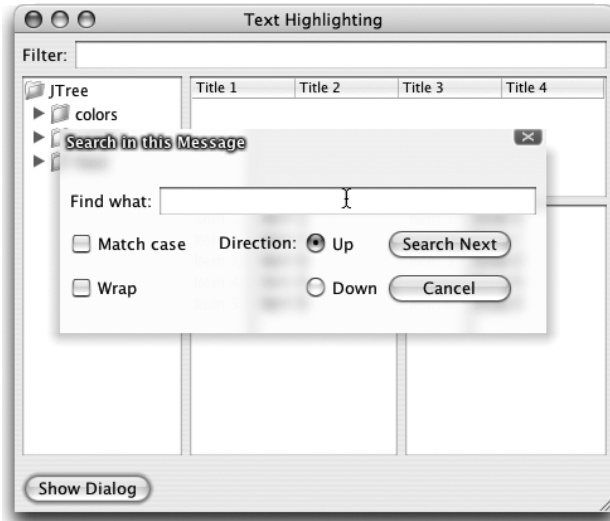 Text Highlighting
Filter:
JTree
Title 1 Title 2 Title 3 Title 4
colors
Search in this Message
Find what:
Match case Direction: Up Search Next
Wrap Down Cancel
Show Dialog